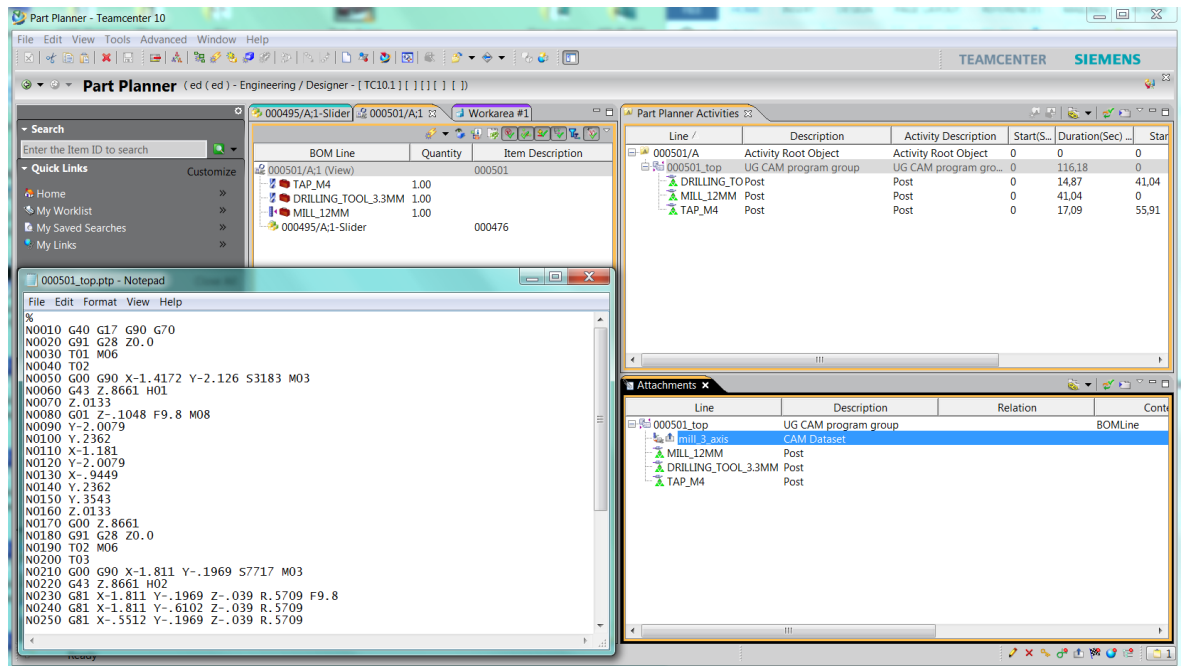 Part Planner - Teamcenter 10
File Edit View Tools Advanced Window Help
TEAMCENTER SIEMENS
Part Planner ( ed ( ed ) - Engineering / Designer - [ TC10.1 ] [ ] [ ] [ ] [ ])
Search
Enter the Item ID to search
Quick Links Customize
Home »
My Worklist »
My Saved Searches »
My Links »
000495/A;1-Slider 000501/A;1 Workarea #1
BOM Line Quantity Item Description
000501/A;1 (View) 000501
TAP_M4 1.00
DRILLING_TOOL_3.3MM 1.00
MILL_12MM 1.00
000495/A;1-Slider 000476
Part Planner Activities
Line / Description Activity Description Start(S... Duration(Sec) ... Star
000501/A Activity Root Object Activity Root Object 0 0 0
000501_top UG CAM program group UG CAM program gro... 0 116,18 0
DRILLING_TO Post Post 0 14,87 41,04
MILL_12MM Post Post 0 41,04 0
TAP_M4 Post Post 0 17,09 55,91
000501_top.ptp - Notepad
File Edit Format View Help
%
N0010 G40 G17 G90 G70
N0020 G91 G28 Z0.0
N0030 T01 M06
N0040 T02
N0050 G00 G90 X-1.4172 Y-2.126 S3183 M03
N0060 G43 Z.8661 H01
N0070 Z.0133
N0080 G01 Z-.1048 F9.8 M08
N0090 Y-2.0079
N0100 Y.2362
N0110 X-1.181
N0120 Y-2.0079
N0130 X-.9449
N0140 Y.2362
N0150 Y.3543
N0160 Z.0133
N0170 G00 Z.8661
N0180 G91 G28 Z0.0
N0190 T02 M06
N0200 T03
N0210 G00 G90 X-1.811 Y-.1969 S7717 M03
N0220 G43 Z.8661 H02
N0230 G81 X-1.811 Y-.1969 Z-.039 R.5709 F9.8
N0240 G81 X-1.811 Y-.6102 Z-.039 R.5709
N0250 G81 X-.5512 Y-.1969 Z-.039 R.5709
Attachments
Line Description Relation Conte
000501_top UG CAM program group BOMLine
mill_3_axis CAM Dataset
MILL_12MM Post
DRILLING_TOOL_3.3MM Post
TAP_M4 Post
Ready
1